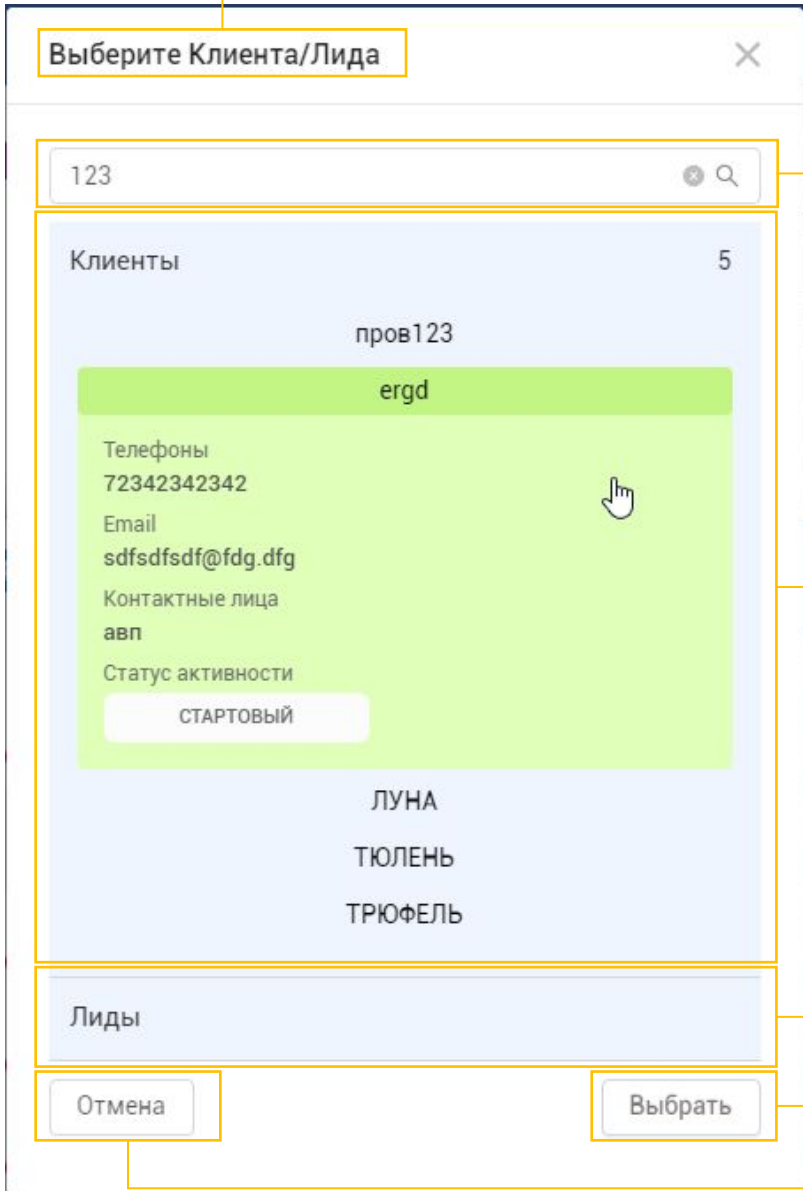 Выберите Клиента/Лида
123
Клиенты 5
пров123
ergd
Телефоны
72342342342
Email
sdfsdfsdf@fdg.dfg
Контактные лица
авп
Статус активности
СТАРТОВЫЙ
ЛУНА
ТЮЛЕНЬ
ТРЮФЕЛЬ
Лиды
Отмена Выбрать